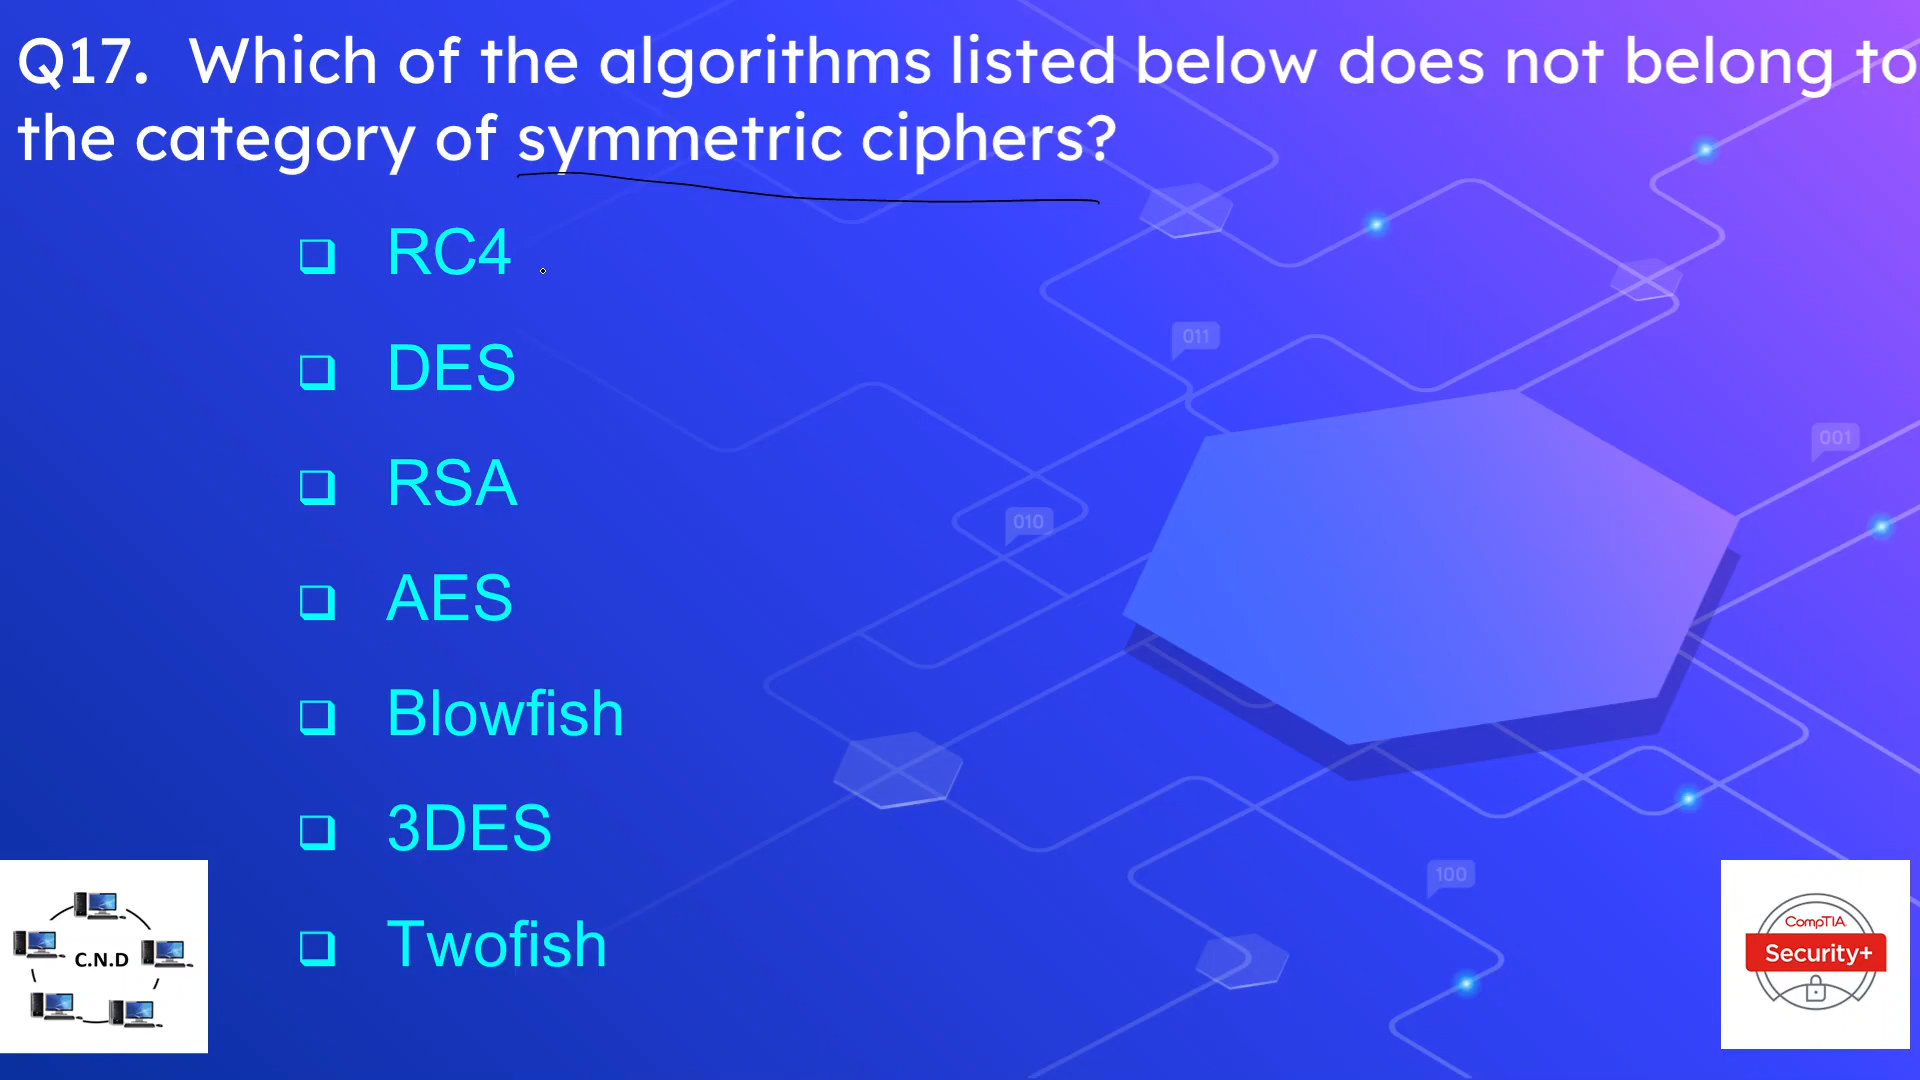 Q17. Which of the algorithms listed below does not belong to
the category of symmetric ciphers?
RC4
DES
RSA
AES
Blowfish
3DES
Twofish
011
001
010
100
C.N.D
CompTIA
Security+